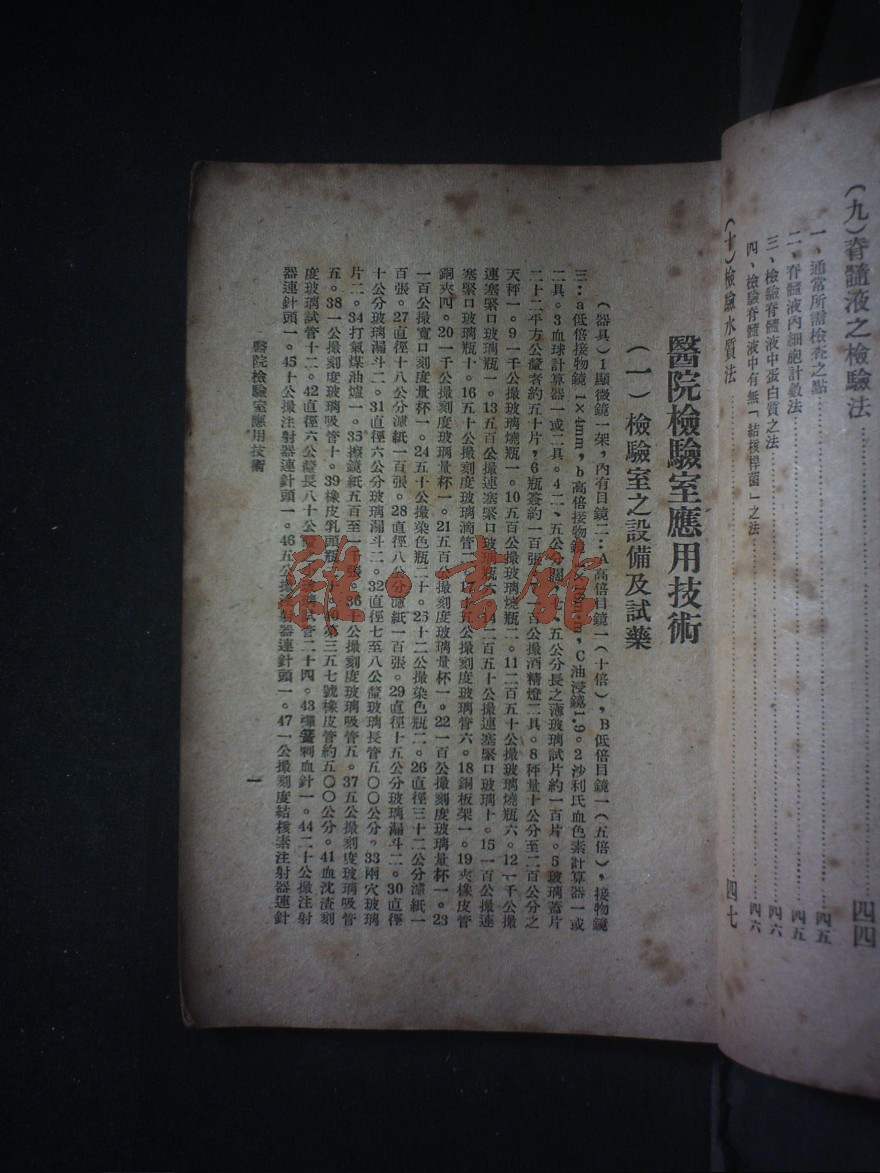 （九）脊髓液之檢驗法……四四
一、通常所需檢查之點……四五
二、脊髓液內細胞計數法……四五
三、檢驗脊髓液中蛋白質之法……四六
四、檢驗脊髓液中有無「結核桿菌」之法……四六
（十）檢驗水質法……四七
醫院檢驗室應用技術
（一）檢驗室之設備及試藥
（器具）1顯微鏡一架，內有目鏡二：A高倍目鏡一（十倍），B低倍目鏡一（五倍），接物鏡
三：a低倍接物鏡 1×4mm，b高倍接物鏡 C油浸鏡1.9。2沙利氏血色素計算器一或
二具。3血球計算器一或二具。4二、五公分闊、五公分長之薄玻璃試片約一百片。5玻璃蓋片
二十二平方公釐者約五十片，6瓶簽約一百張 一百公撮酒精燈二具。8秤量十公分至二百公分之
天秤一。9一千公撮玻璃燒瓶一。10五百公撮玻璃燒瓶二。11二百五十公撮玻璃燒瓶六。12一千公撮
連塞緊口玻璃瓶一。13五百公撮連塞緊口玻璃瓶六。14二百五十公撮連塞緊口玻璃十。15一百公撮連
塞緊口玻璃瓶十。16五十公撮刻度玻璃滴管二。17十五公撮刻度玻璃管六。18銅板架一。19夾橡皮管
銅夾四。20一千公撮刻度玻璃量杯一。21五百公撮刻度玻璃量杯一。22一百公撮刻度玻璃量杯一。23
一百公撮寬口刻度量杯一。24五十公撮染色瓶二十。25十二公撮染色瓶二。26直徑三十二公分濾紙一
百張。27直徑十八公分濾紙一百張。28直徑八公分濾紙一百張。29直徑十五公分玻璃漏斗二。30直徑
十公分玻璃漏斗二。31直徑六公分玻璃漏斗二。32直徑七至八公釐玻璃長管五〇〇公分。33兩穴玻璃
片二。34打氣煤油爐一。35擦鏡紙五百至一千張。36十公撮刻度玻璃吸管五。37五公撮刻度玻璃吸管
五。38一公撮刻度玻璃吸管十。39橡皮乳頭 第三五七號橡皮管約五〇〇公分。41血沈渣刻
度玻璃試管十二。42直徑六公釐長八十公釐玻璃試管二十四。43彈簧刺血針一。44二十公撮注射
器連針頭一。45十公撮注射器連針頭一。46五公撮注射器連針頭一。47一公撮刻度結核素注射器連針
醫院檢驗室應用技術
一
雜·書館